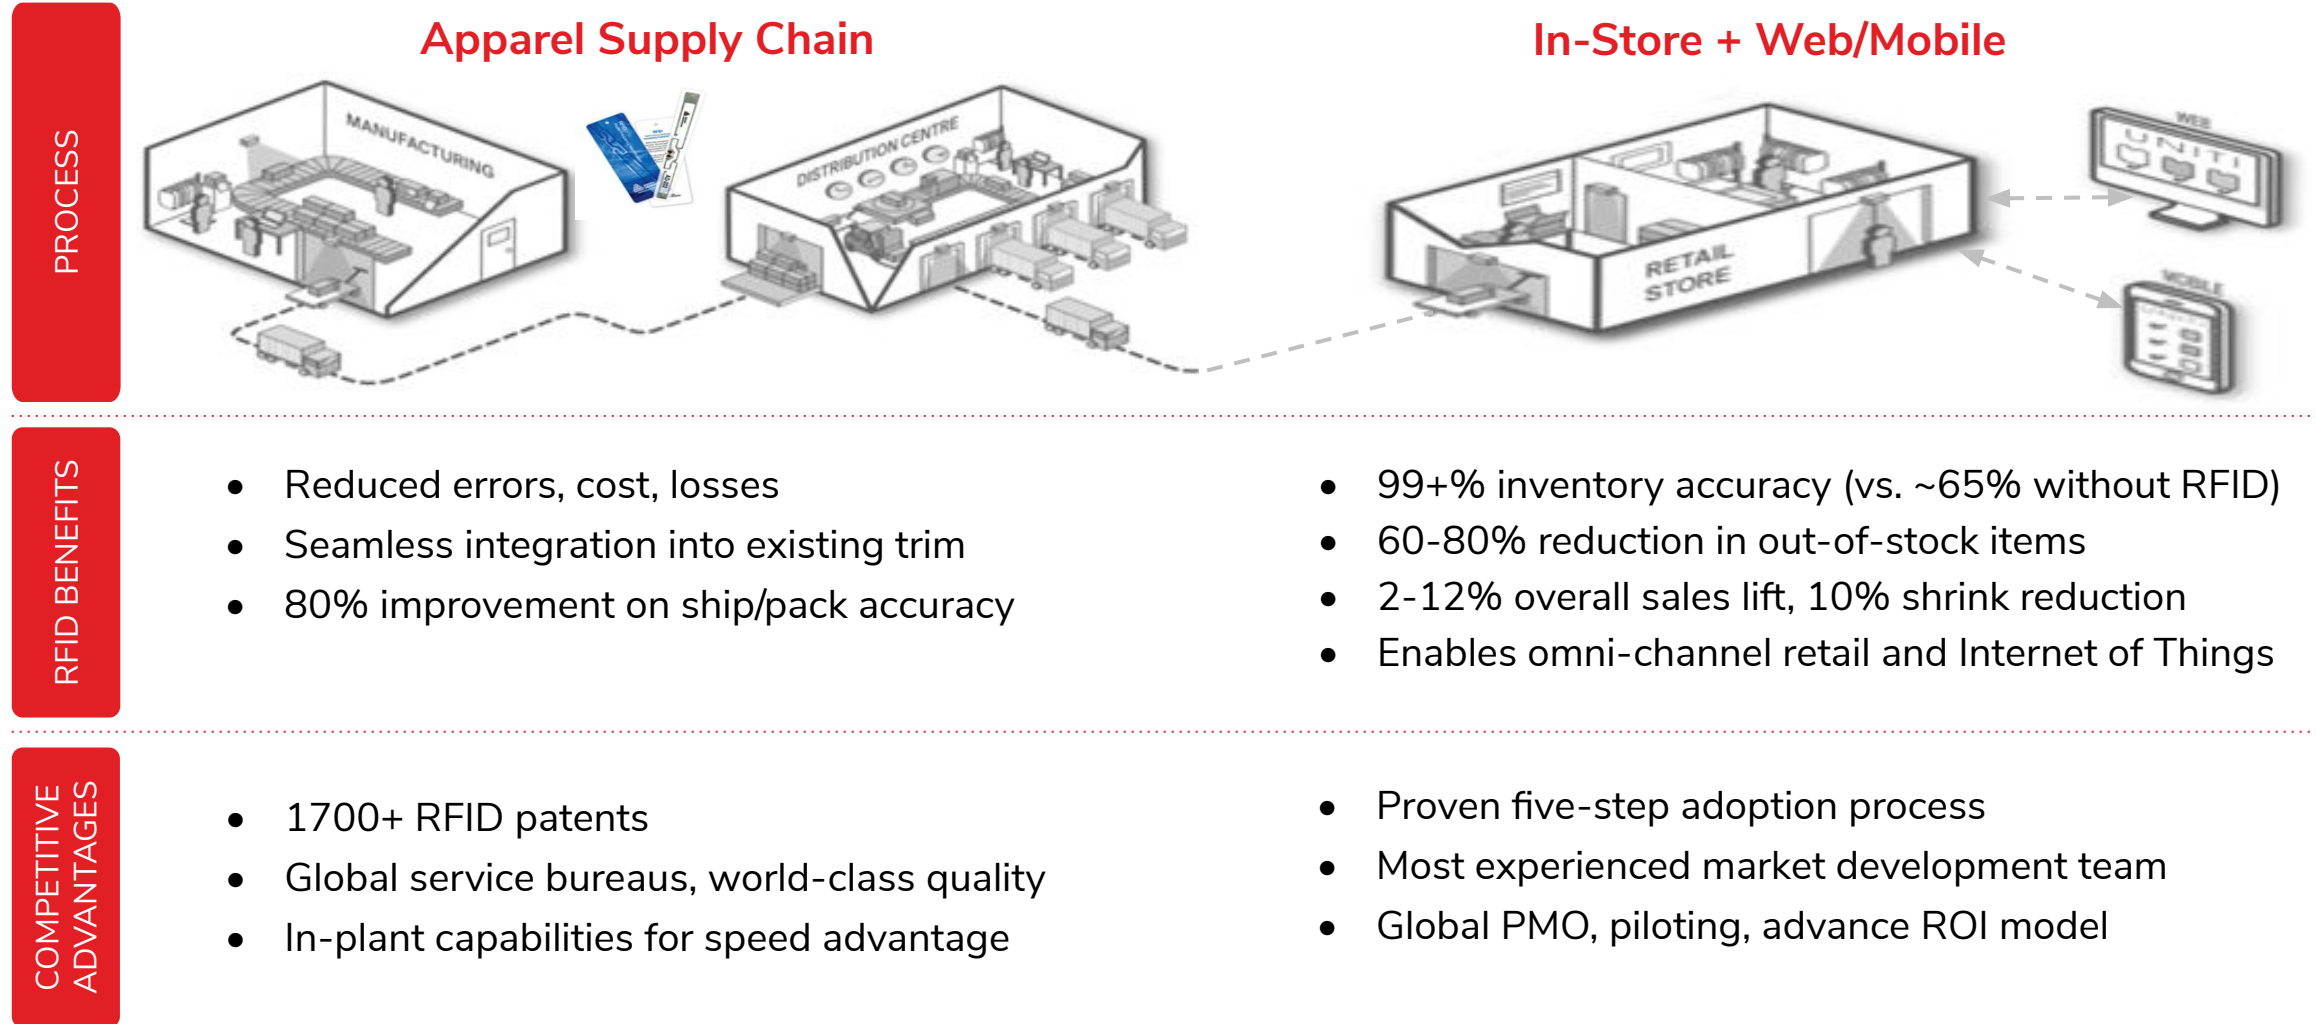 Apparel Supply Chain
In-Store + Web/Mobile
PROCESS
MANUFACTURING
DISTRIBUTION CENTRE
RETAIL
STORE
WEB
UNITI
RFID BENEFITS
• Reduced errors, cost, losses
• Seamless integration into existing trim
• 80% improvement on ship/pack accuracy
• 99+% inventory accuracy (vs. ~65% without RFID)
• 60-80% reduction in out-of-stock items
• 2-12% overall sales lift, 10% shrink reduction
• Enables omni-channel retail and Internet of Things
COMPETITIVE
ADVANTAGES
• 1700+ RFID patents
• Global service bureaus, world-class quality
• In-plant capabilities for speed advantage
• Proven five-step adoption process
• Most experienced market development team
• Global PMO, piloting, advance ROI model